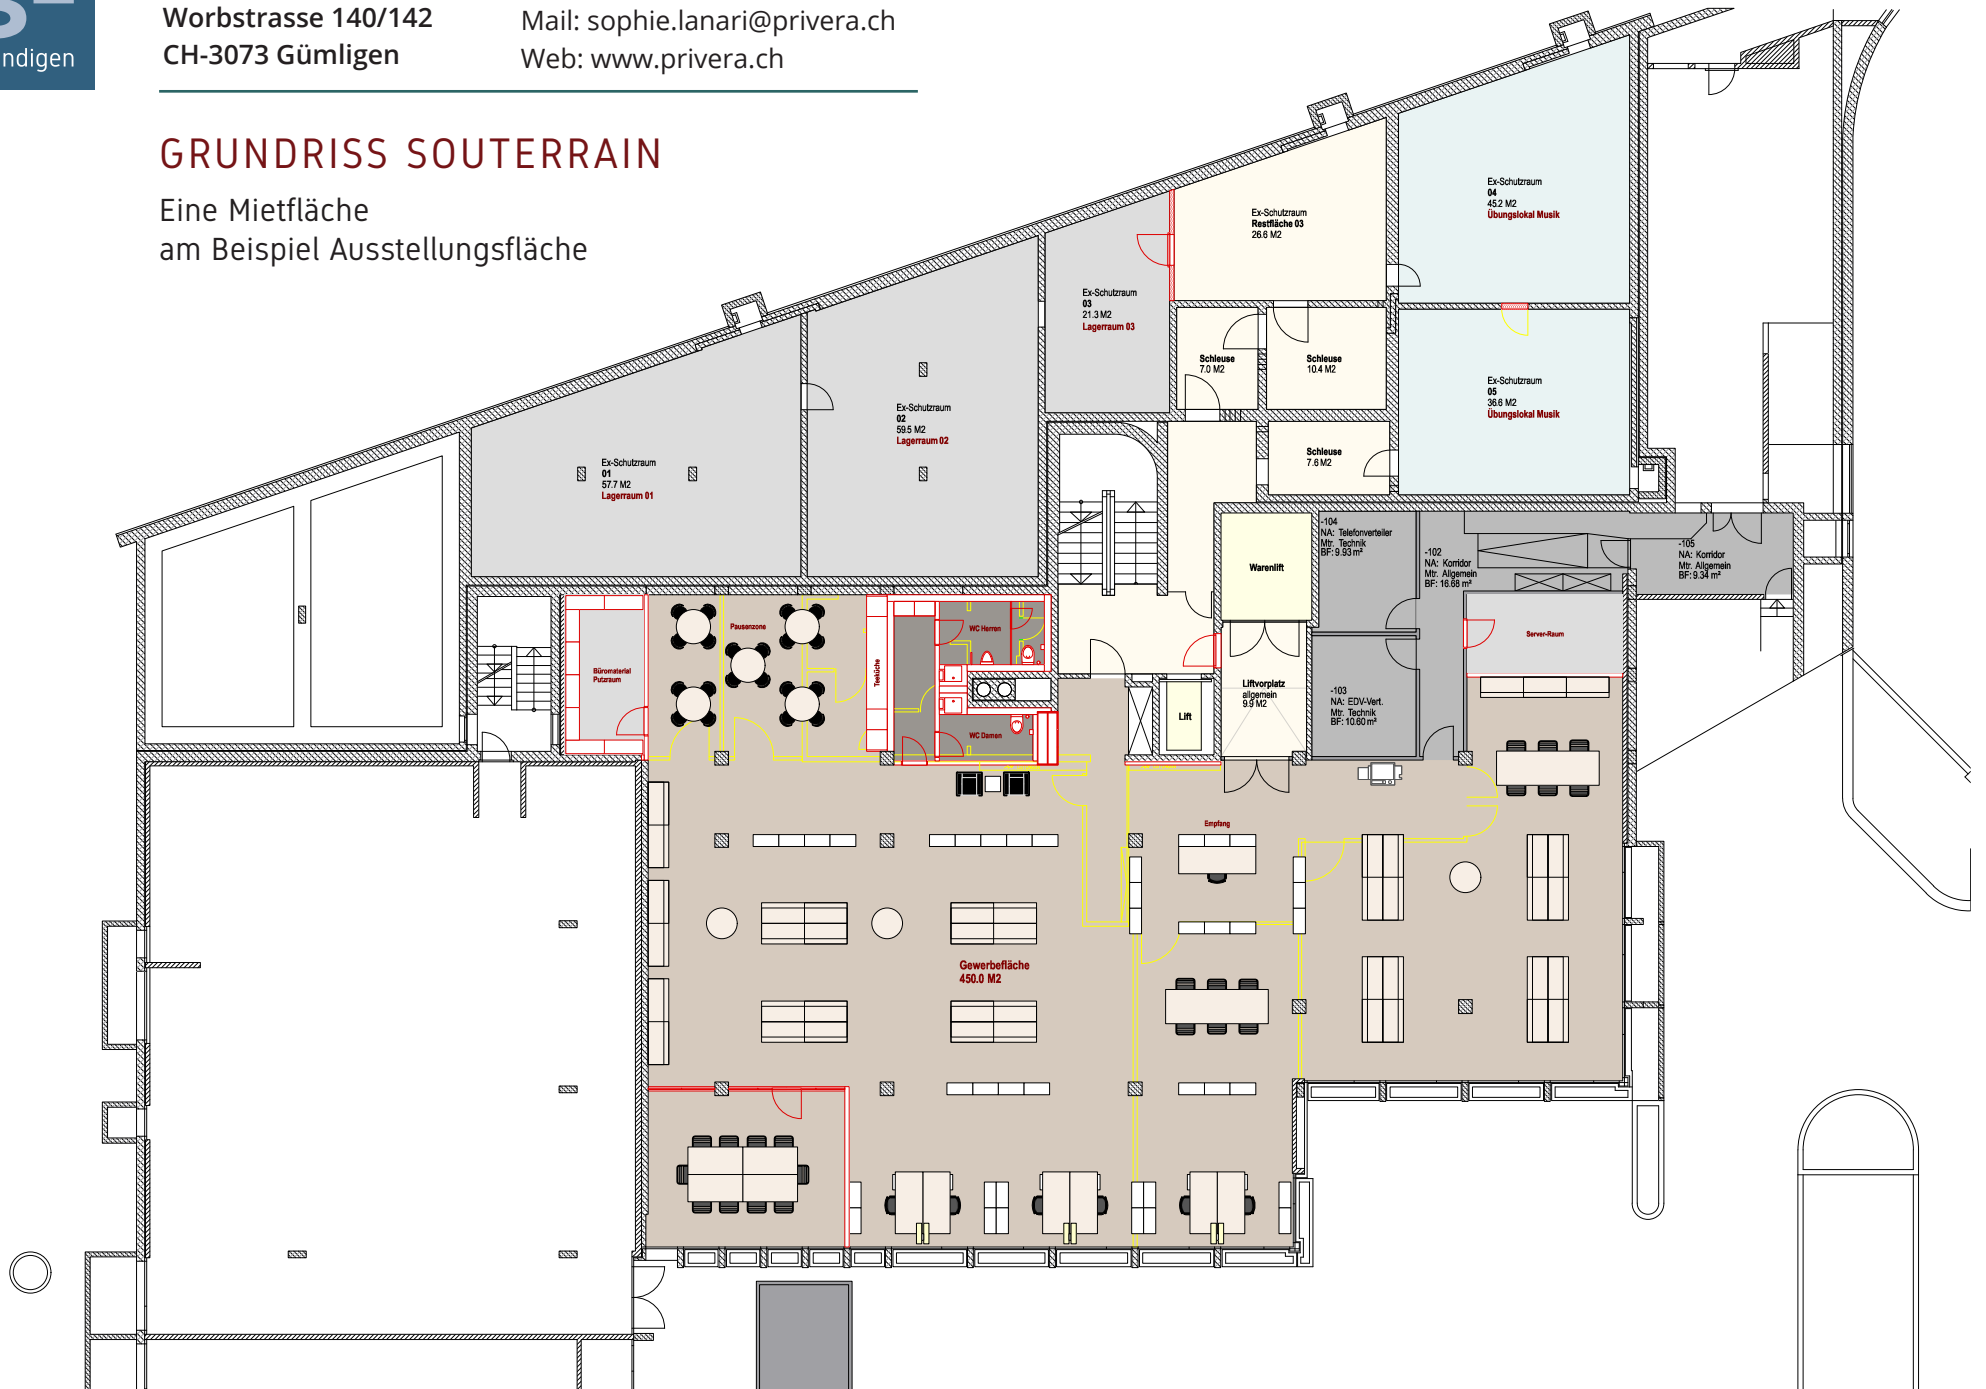 ndigen
Worbstrasse 140/142
CH-3073 Gümligen
Mail: sophie.lanari@privera.ch
Web: www.privera.ch
GRUNDRISS SOUTERRAIN
Eine Mietfläche
am Beispiel Ausstellungsfläche
Ex-Schutzraum
04
45.2 M2
Übungslokal Musik
Ex-Schutzraum
Restfläche 03
26.6 M2
Ex-Schutzraum
03
21.3 M2
Lagerraum 03
Schleuse
7.0 M2
Schleuse
10.4 M2
Ex-Schutzraum
05
36.6 M2
Übungslokal Musik
Ex-Schutzraum
02
59.5 M2
Lagerraum 02
Ex-Schutzraum
01
57.7 M2
Lagerraum 01
Schleuse
7.6 M2
Warenlift
-104
NA: Telefonverteiler
Mtr. Technik
BF: 9.93 m²
-102
NA: Korridor
Mtr. Allgemein
BF: 16.68 m²
-105
NA: Korridor
Mtr. Allgemein
BF: 9.34 m²
Pausenzone
WC Herren
Server-Raum
Büromaterial
Putzraum
Teeküche
Liftvorplatz
allgemein
9.9 M2
-103
NA: EDV-Vert.
Mtr. Technik
BF: 10.60 m²
Lift
WC Damen
Empfang
Gewerbefläche
450.0 M2